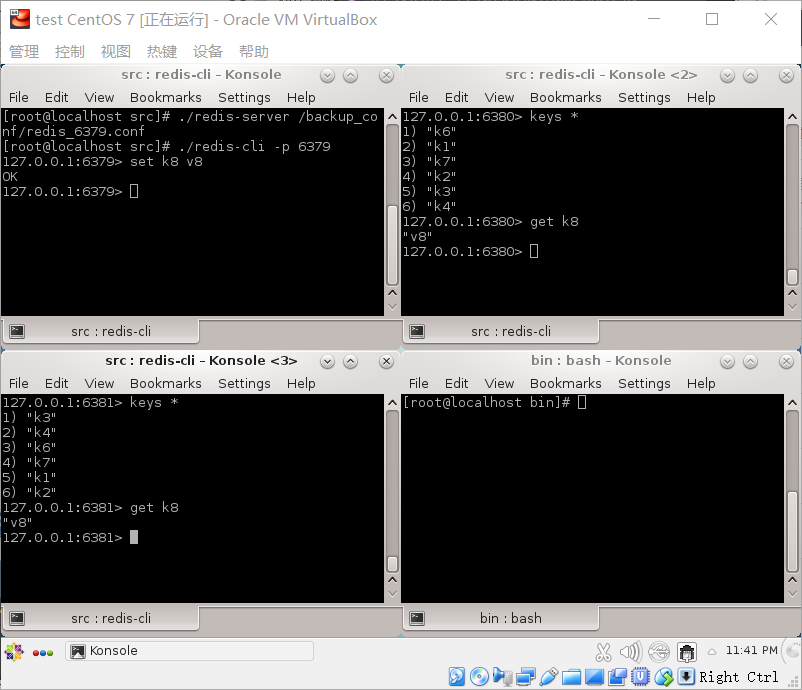 test CentOS 7 [正在运行] - Oracle VM VirtualBox
管理 控制 视图 热键 设备 帮助
src : redis-cli – Konsole
File Edit View Bookmarks Settings Help
[root@localhost src]# ./redis-server /backup_co
nf/redis_6379.conf
[root@localhost src]# ./redis-cli -p 6379
127.0.0.1:6379> set k8 v8
OK
127.0.0.1:6379>
src : redis-cli
src : redis-cli – Konsole <2>
File Edit View Bookmarks Settings Help
127.0.0.1:6380> keys *
1) "k6"
2) "k1"
3) "k7"
4) "k2"
5) "k3"
6) "k4"
127.0.0.1:6380> get k8
"v8"
127.0.0.1:6380>
src : redis-cli
src : redis-cli – Konsole <3>
File Edit View Bookmarks Settings Help
127.0.0.1:6381> keys *
1) "k3"
2) "k4"
3) "k6"
4) "k7"
5) "k1"
6) "k2"
127.0.0.1:6381> get k8
"v8"
127.0.0.1:6381>
src : redis-cli
bin : bash – Konsole
File Edit View Bookmarks Settings Help
[root@localhost bin]#
bin : bash
Konsole
11:41 PM
Right Ctrl